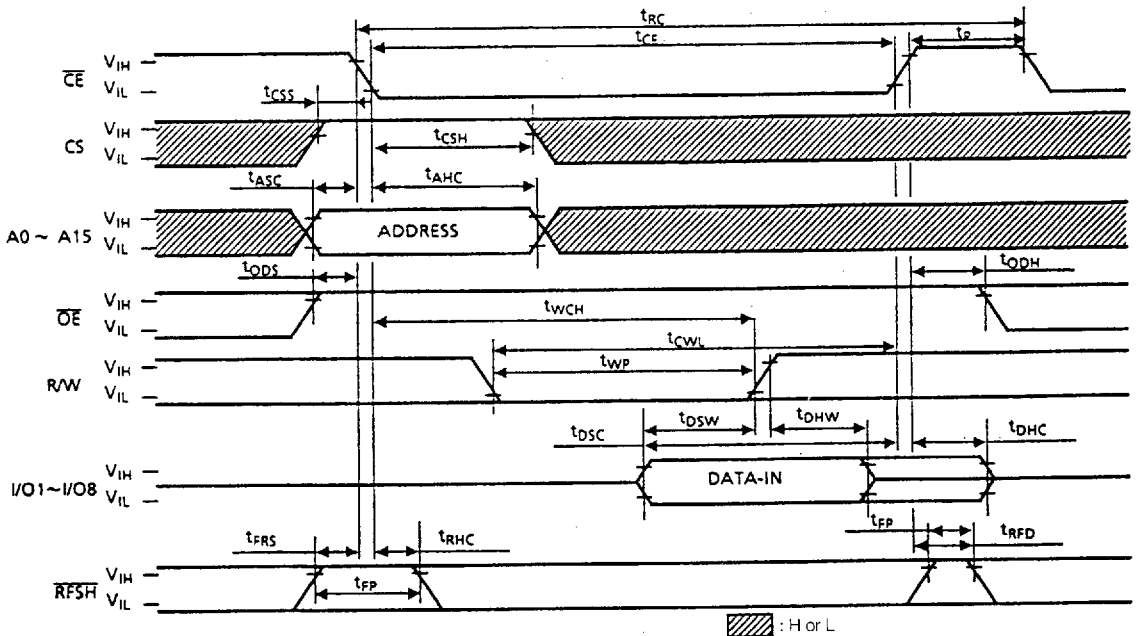 tRC
tCE
tP
CE
VIH
VIL
tCSS
CS
VIH
VIL
tCSH
tASC
tAHC
A0 ~ A15
VIH
VIL
ADDRESS
tODS
tODH
OE
VIH
VIL
tWCH
tCWL
R/W
VIH
VIL
tWP
tDSC
tDSW
tDHW
tDHC
I/O1~I/O8
VIH
VIL
DATA-IN
tFRS
tRHC
tFP
tRFD
RFSH
VIH
VIL
tFP
: H or L